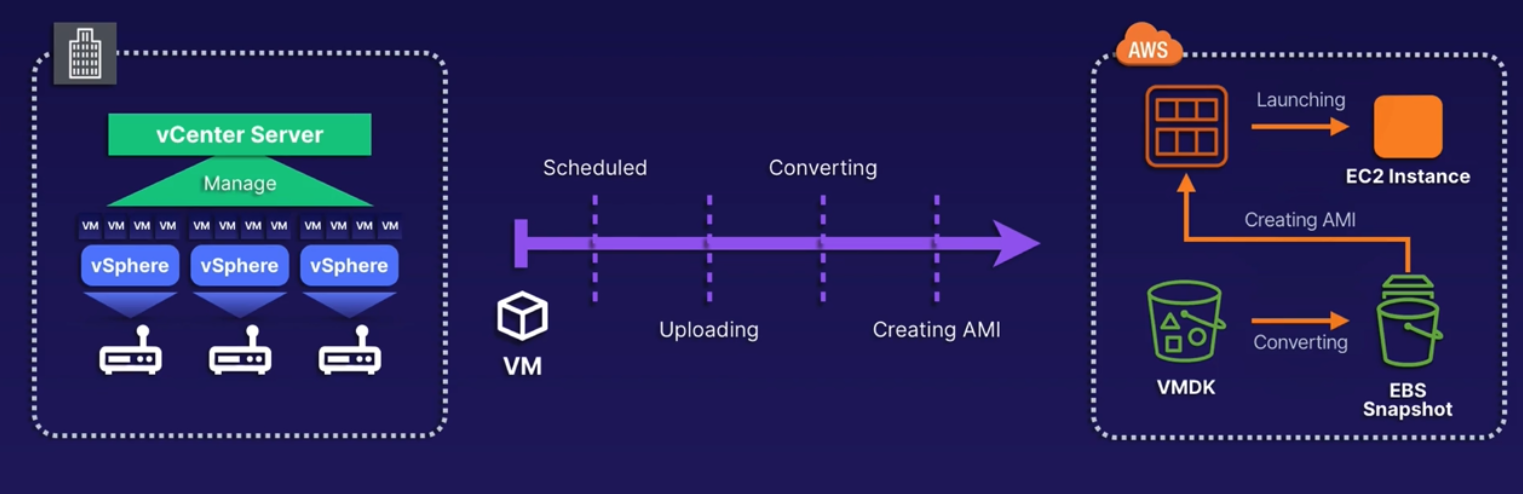 vCenter Server
Manage
VM VM VM VM VM VM VM VM VM VM VM VM
vSphere vSphere vSphere
Scheduled
Converting
Uploading
Creating AMI
VM
AWS
Launching
EC2 Instance
Creating AMI
Converting
VMDK
EBS
Snapshot